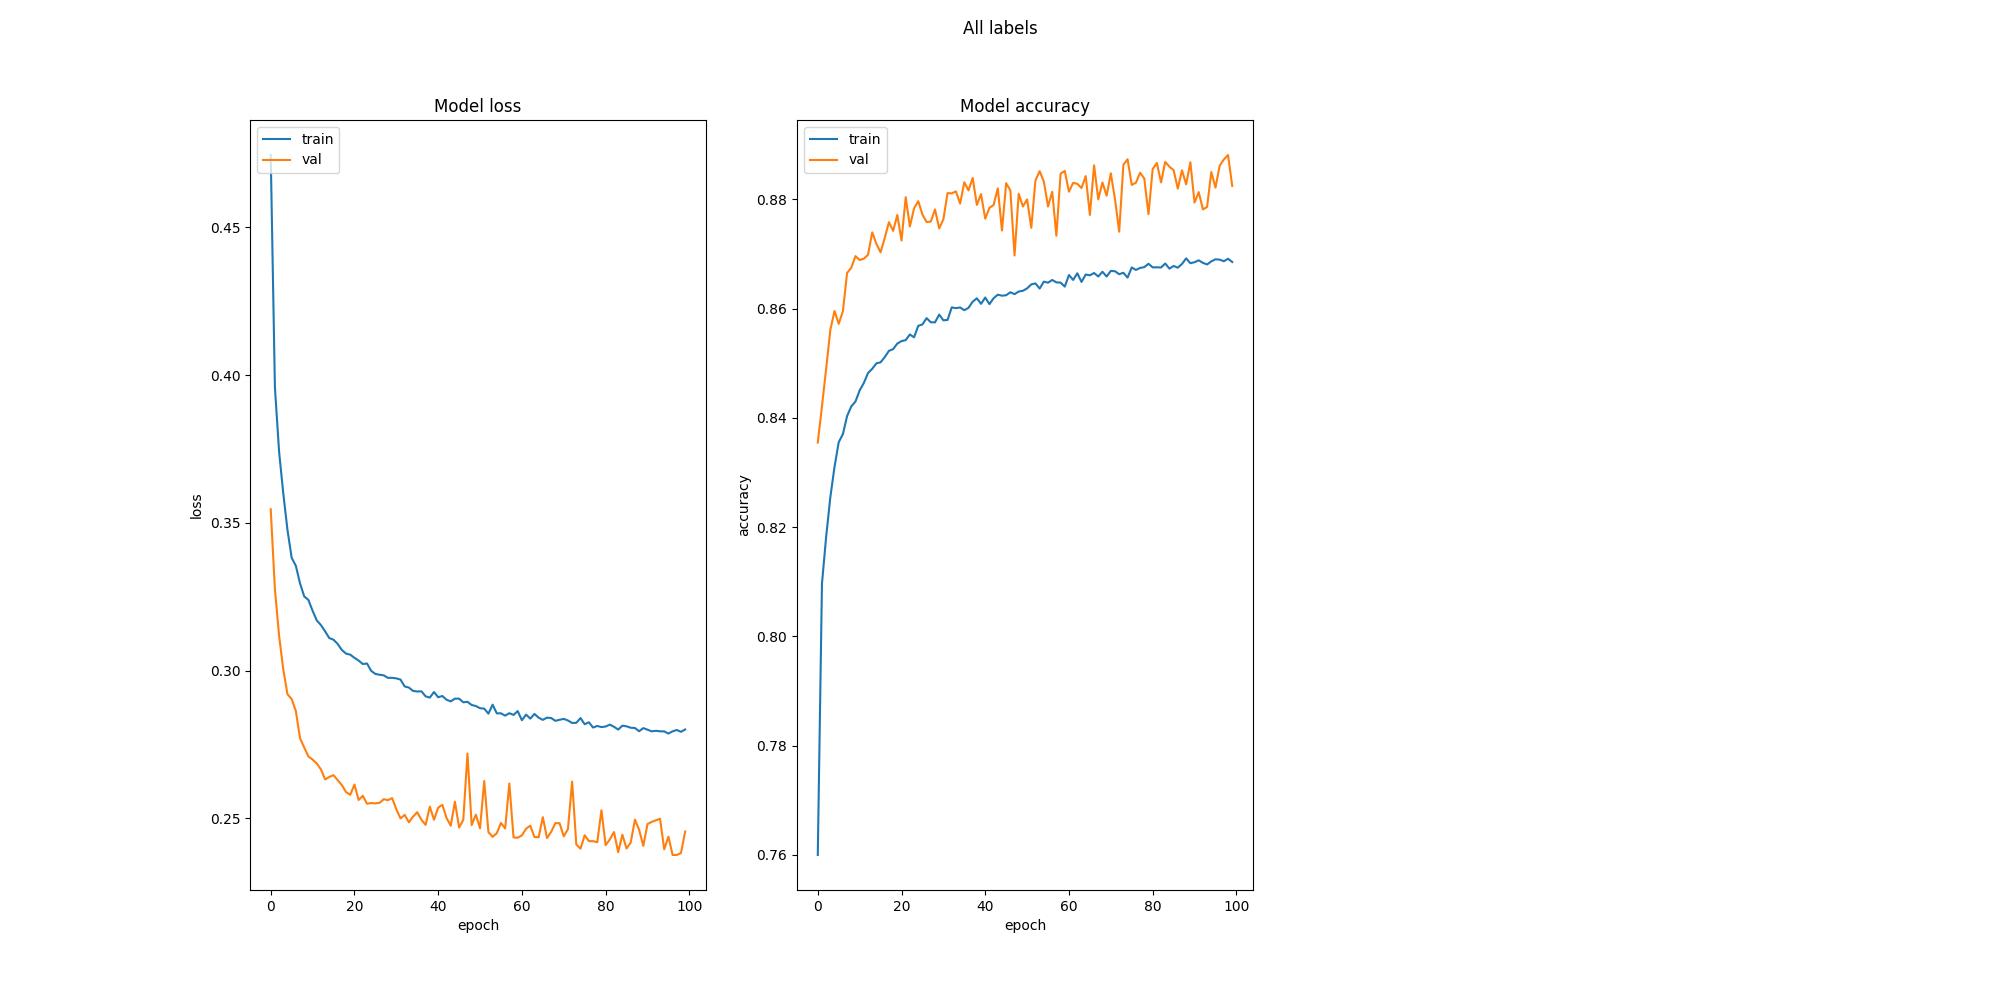 All labels
Model loss
train
val
0.45
0.40
0.35
0.30
0.25
loss
0 20 40 60 80 100
epoch
Model accuracy
train
val
0.88
0.86
0.84
0.82
0.80
0.78
0.76
accuracy
0 20 40 60 80 100
epoch